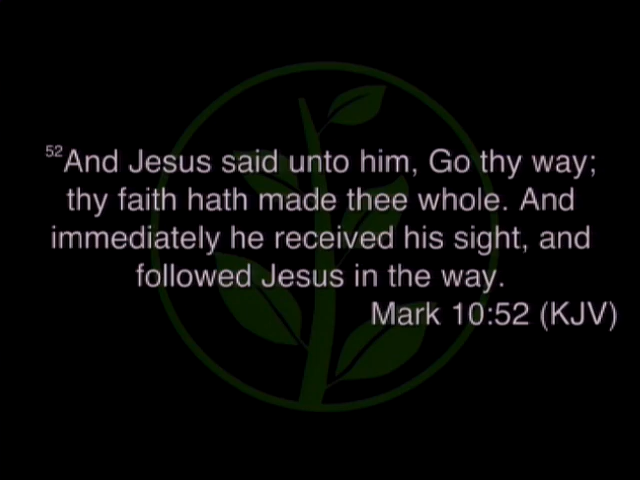 52And Jesus said unto him, Go thy way;
thy faith hath made thee whole. And
immediately he received his sight, and
followed Jesus in the way.
Mark 10:52 (KJV)